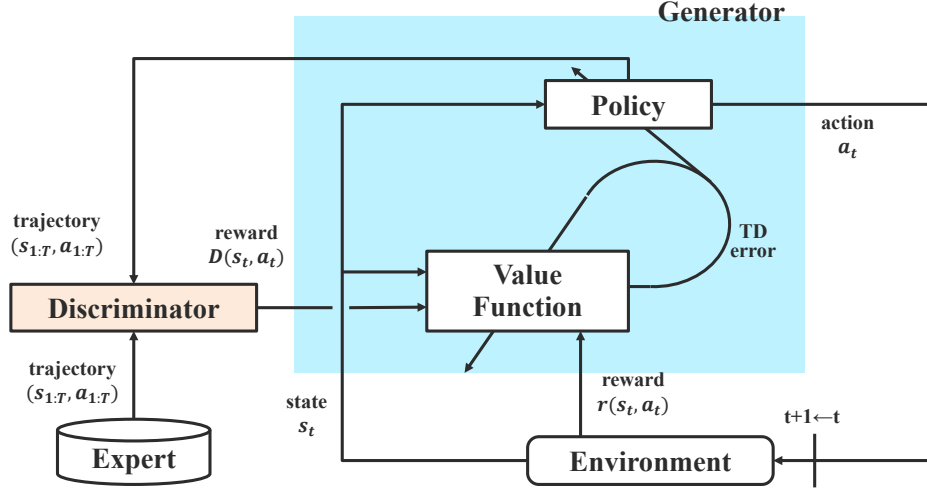 Generator
Policy
action
a_t
trajectory
(s_{1:T}, a_{1:T})
reward
D(s_t, a_t)
TD
error
Value
Function
Discriminator
trajectory
(s_{1:T}, a_{1:T})
reward
r(s_t, a_t)
state
s_t
t+1←t
Expert
Environment